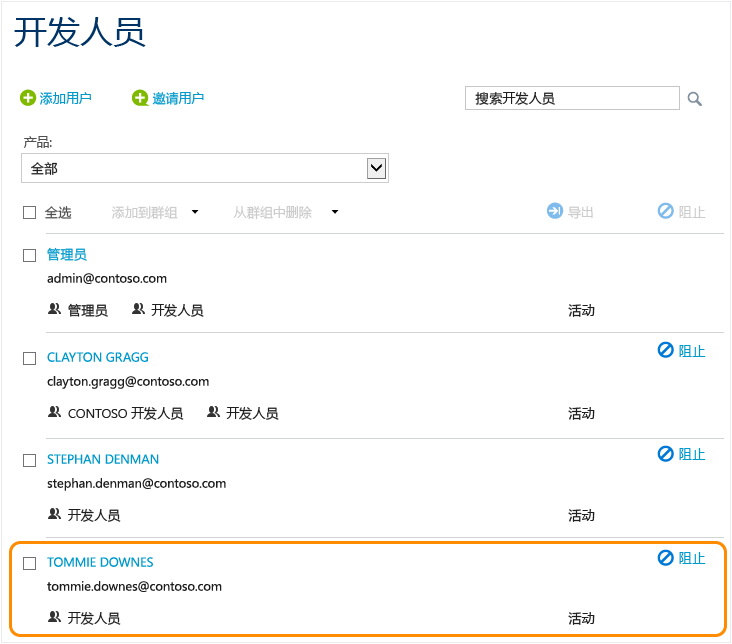 开发人员
添加用户 邀请用户 搜索开发人员
产品:
全部
全选 添加到群组 从群组中删除 导出 阻止
管理员
admin@contoso.com
管理员 开发人员 活动
CLAYTON GRAGG 阻止
clayton.gragg@contoso.com
CONTOSO 开发人员 开发人员 活动
STEPHAN DENMAN 阻止
stephan.denman@contoso.com
开发人员 活动
TOMMIE DOWNES 阻止
tommie.downes@contoso.com
开发人员 活动